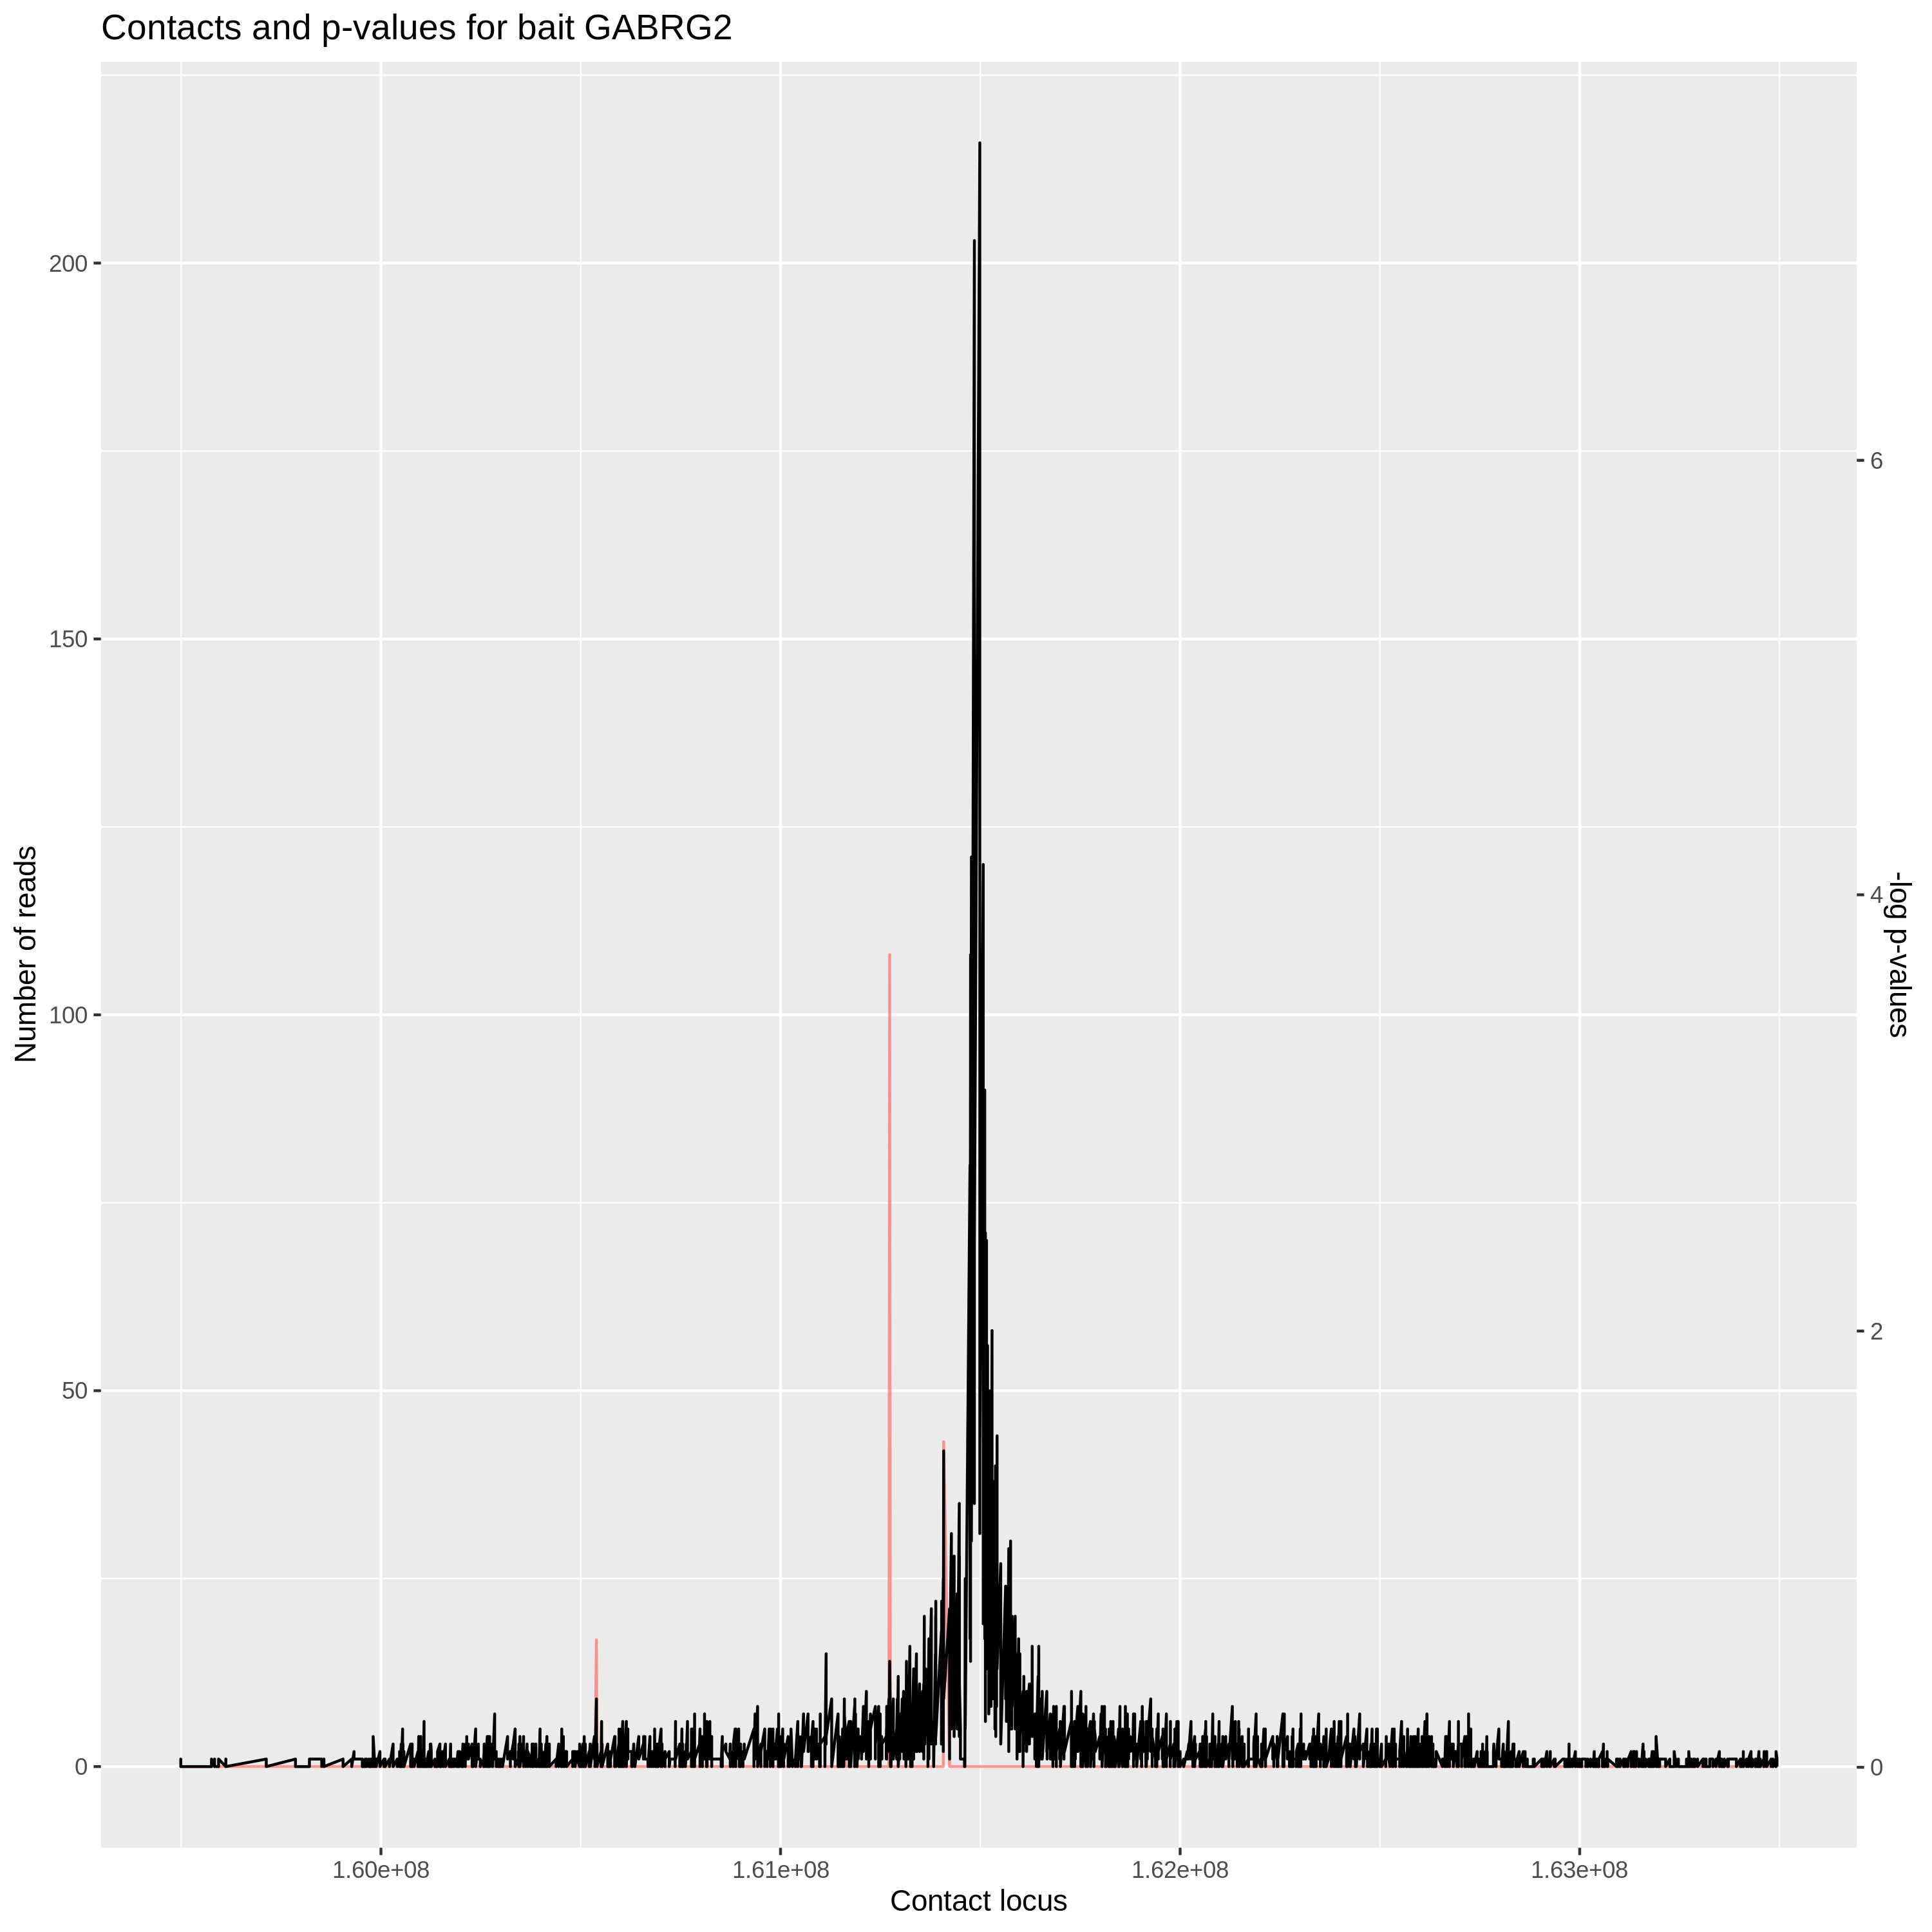 Contacts and p-values for bait GABRG2
200
150
100
50
0
Number of reads
6
4
2
0
-log p-values
1.60e+08
1.61e+08
1.62e+08
1.63e+08
Contact locus